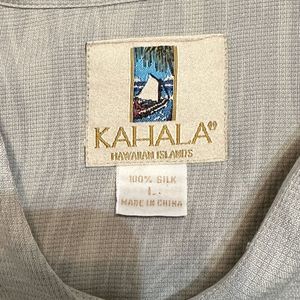 KAHALA®
HAWAIIAN ISLANDS
100% SILK
L
MADE IN CHINA